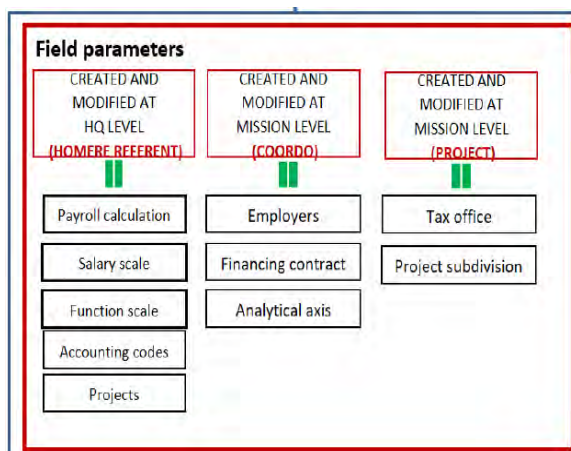 Field parameters
CREATED AND
MODIFIED AT
HQ LEVEL
(HOMERE REFERENT)
CREATED AND
MODIFIED AT
MISSION LEVEL
(COORDO)
CREATED AND
MODIFIED AT
MISSION LEVEL
(PROJECT)
Payroll calculation
Salary scale
Function scale
Accounting codes
Projects
Employers
Financing contract
Analytical axis
Tax office
Project subdivision